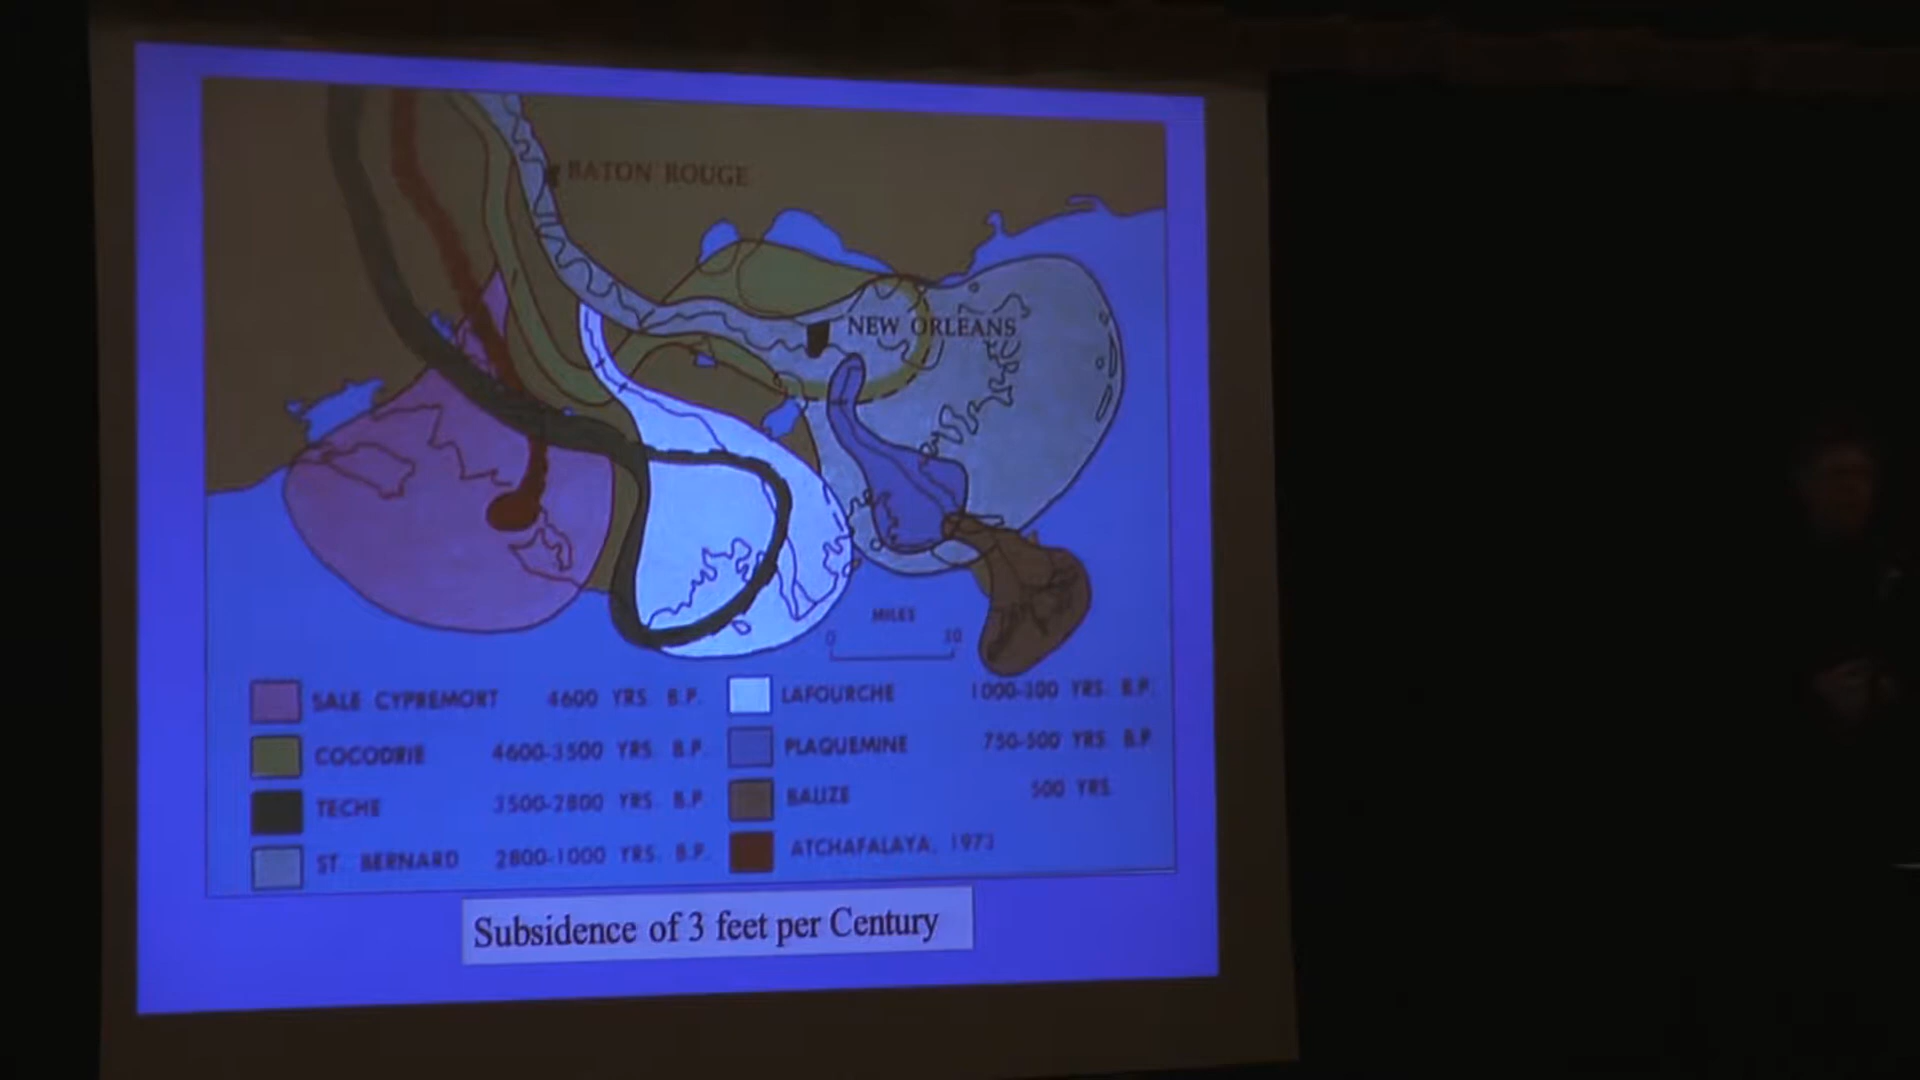 BATON ROUGE
NEW ORLEANS
MILES
0 30
SALE CYPREMORT 4600 YRS. B.P.
COCODRIE 4600-3500 YRS. B.P.
TECHE 3500-2800 YRS. B.P.
ST. BERNARD 2800-1000 YRS. B.P.
LAFOURCHE 1000-300 YRS. B.P.
PLAQUEMINE 750-500 YRS. B.P.
BALIZE 500 YRS.
ATCHAFALAYA, 1973
Subsidence of 3 feet per Century